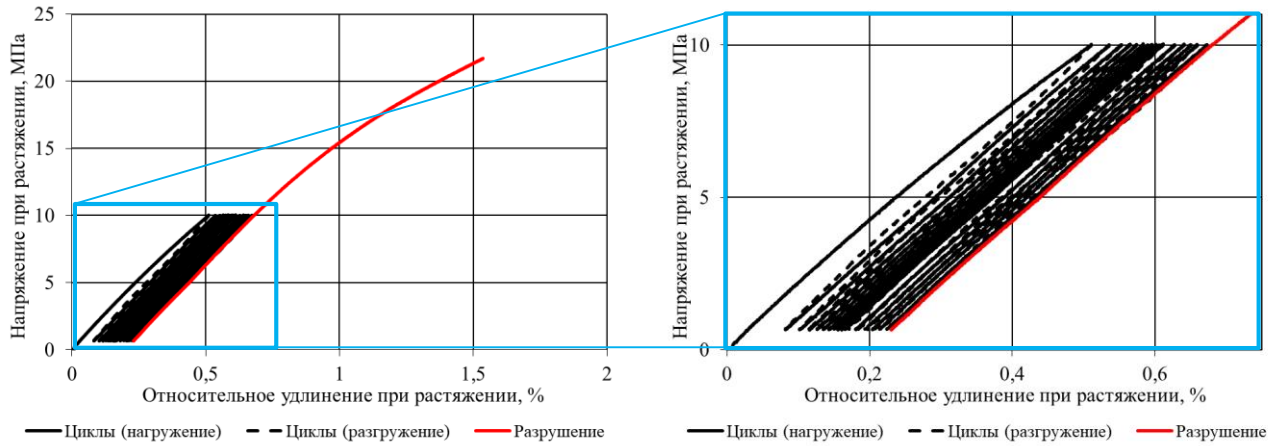 Напряжение при растяжении, МПа
25
20
15
10
5
0
0
0,5
1
1,5
2
Относительное удлинение при растяжении, %
Циклы (нагружение)
Циклы (разгружение)
Разрушение
Напряжение при растяжении, МПа
10
5
0
0
0,2
0,4
0,6
Относительное удлинение при растяжении, %
Циклы (нагружение)
Циклы (разгружение)
Разрушение